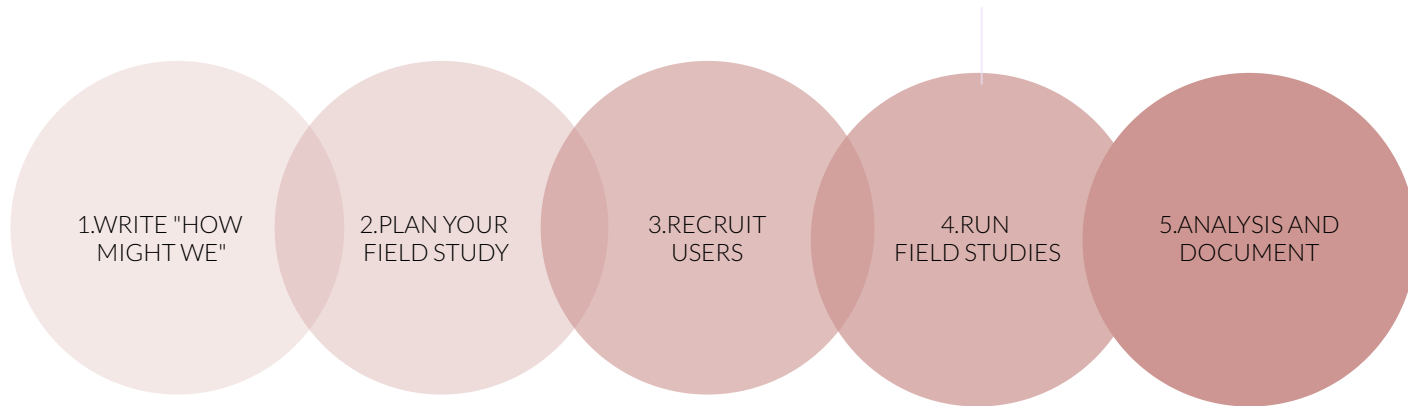 1.WRITE "HOW
MIGHT WE"
2.PLAN YOUR
FIELD STUDY
3.RECRUIT
USERS
4.RUN
FIELD STUDIES
5.ANALYSIS AND
DOCUMENT